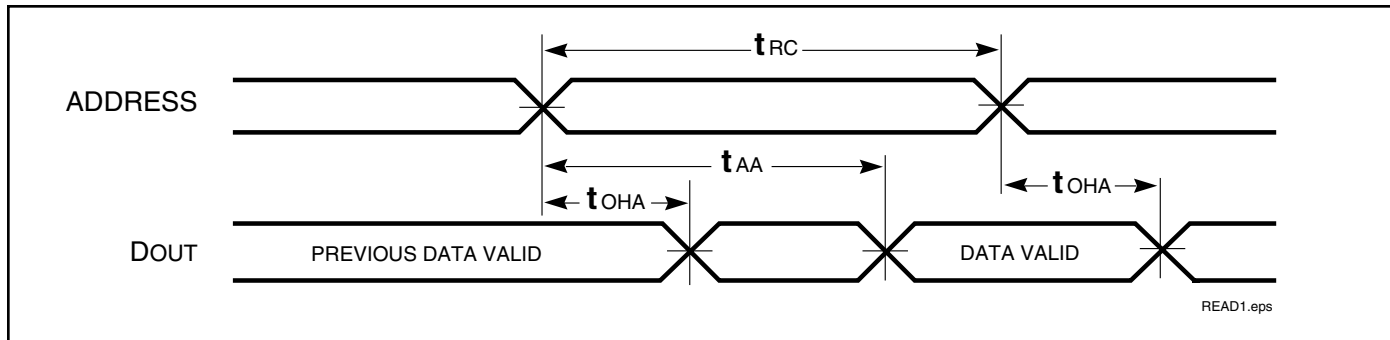 tRC
ADDRESS
tAA
tOHA
tOHA
DOUT
PREVIOUS DATA VALID
DATA VALID
READ1.eps